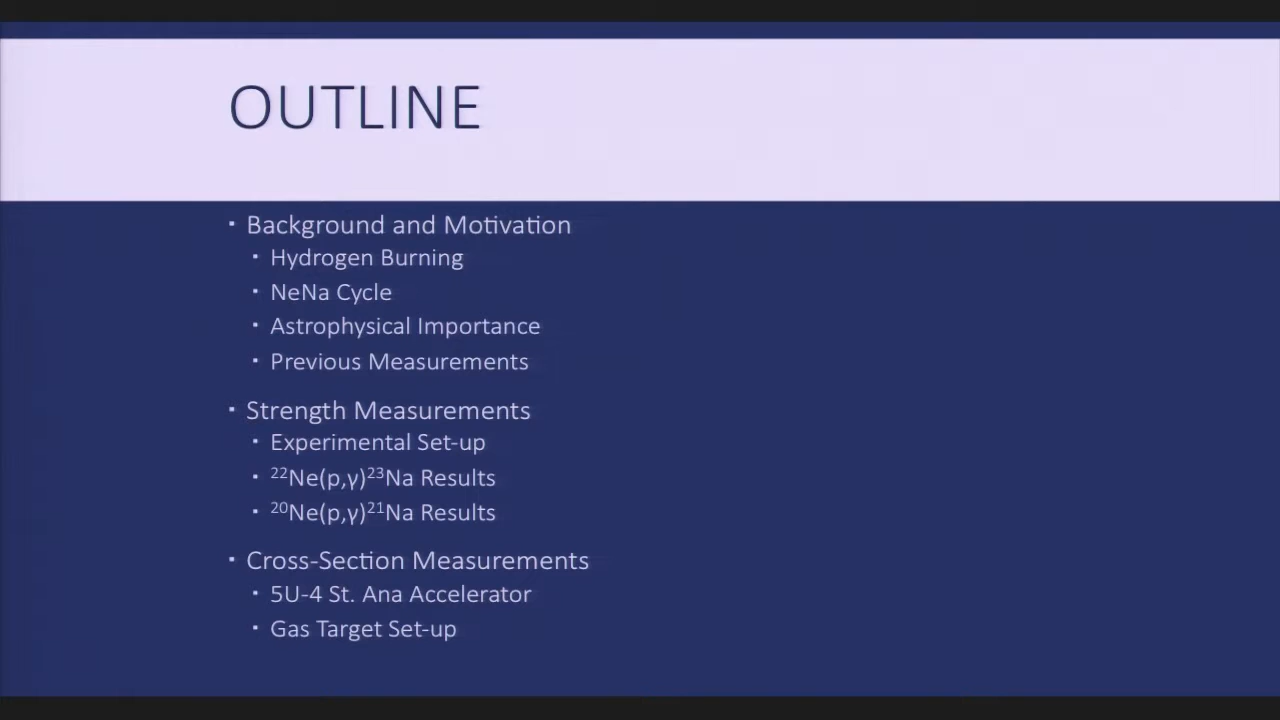 OUTLINE
▪ Background and Motivation
▪ Hydrogen Burning
▪ NeNa Cycle
▪ Astrophysical Importance
▪ Previous Measurements
▪ Strength Measurements
▪ Experimental Set-up
▪ ²²Ne(p,γ)²³Na Results
▪ ²⁰Ne(p,γ)²¹Na Results
▪ Cross-Section Measurements
▪ 5U-4 St. Ana Accelerator
▪ Gas Target Set-up